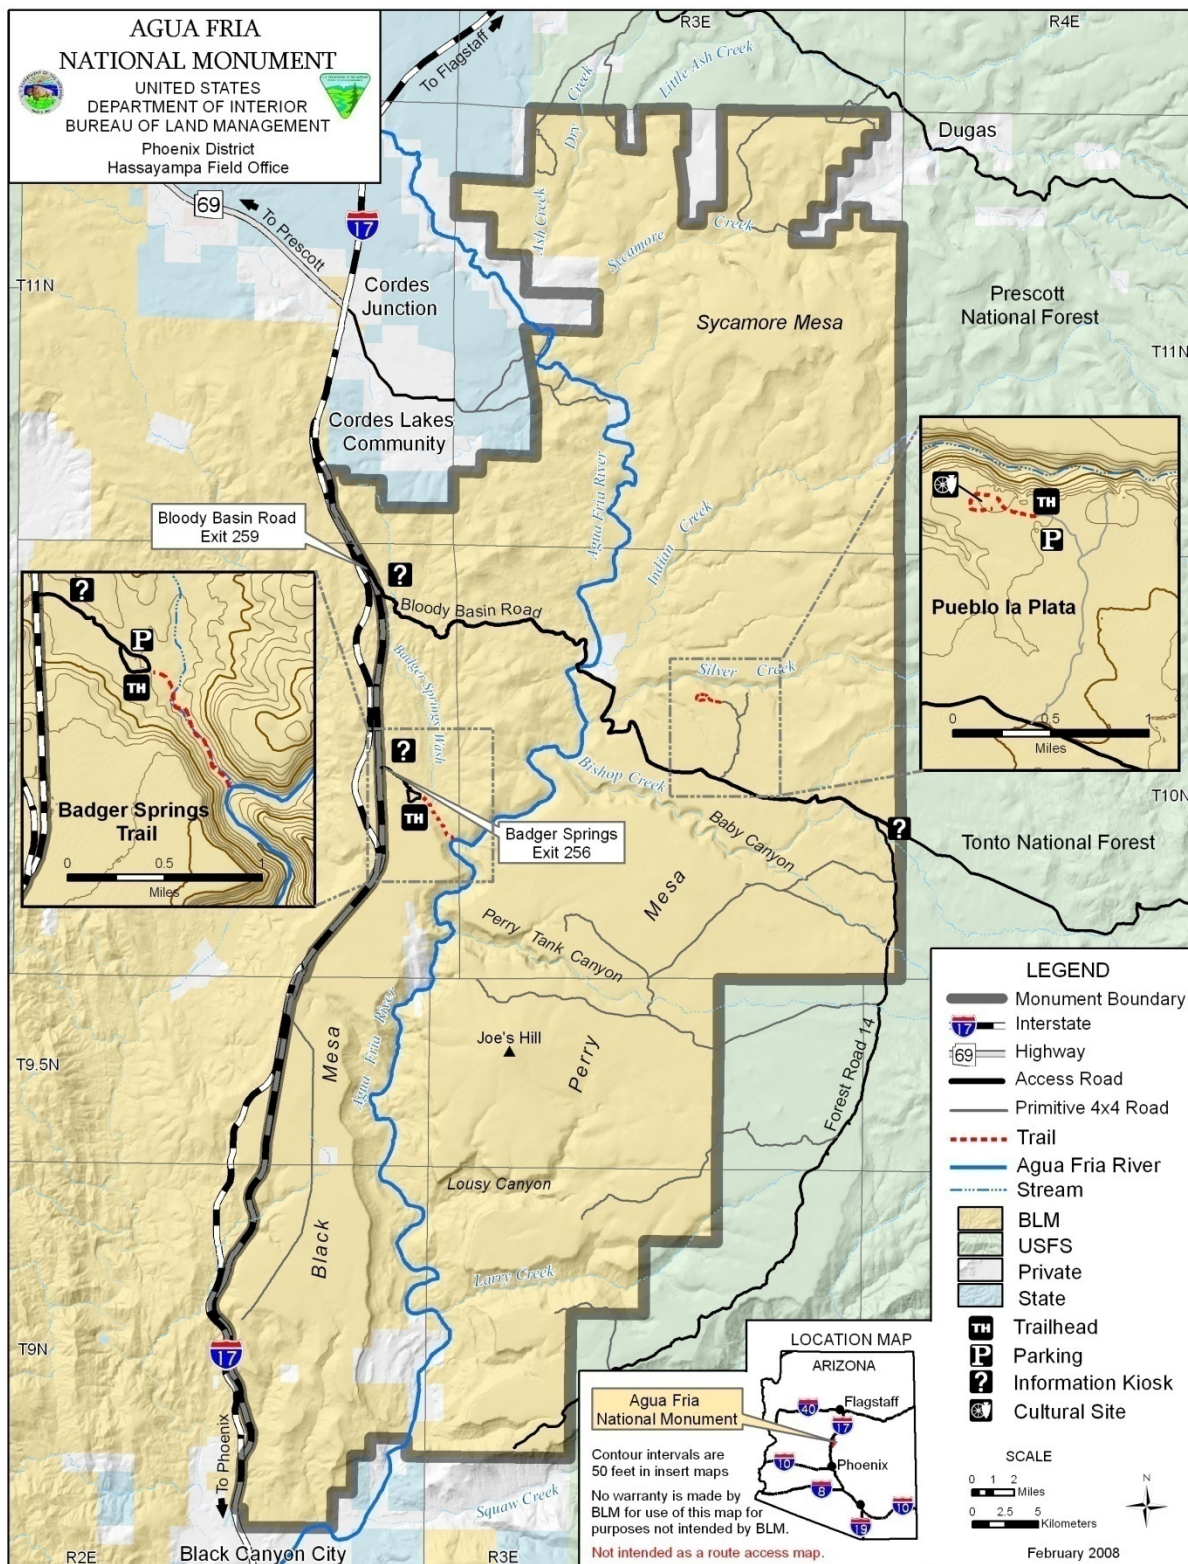 AGUA FRIA
NATIONAL MONUMENT
UNITED STATES
DEPARTMENT OF INTERIOR
BUREAU OF LAND MANAGEMENT
Phoenix District
Hassayampa Field Office
To Flagstaff
R3E
R4E
Little Ash Creek
Dry Creek
Dugas
69
To Prescott
17
Ash Creek
Sycamore Creek
T11N
Cordes
Junction
Prescott
National Forest
Sycamore Mesa
T11N
Cordes Lakes
Community
Agua Fria River
Indian Creek
Bloody Basin Road
Exit 259
?
Bloody Basin Road
TH
P
Pueblo la Plata
0 0.5 1
Miles
?
P
TH
Badger Springs
Trail
0 0.5 1
Miles
Badger Springs Wash
Silver Creek
?
TH
Bishop Creek
Baby Canyon
T10N
Badger Springs
Exit 256
?
Tonto National Forest
Perry Tank Canyon
Mesa
Perry
Agua Fria River
Joe's Hill
T9.5N
Mesa
Black
Forest Road 14
Lousy Canyon
Larry Creek
T9N
17
To Phoenix
Squaw Creek
R2E
Black Canyon City
R3E
LEGEND
Monument Boundary
17 Interstate
69 Highway
Access Road
Primitive 4x4 Road
Trail
Agua Fria River
Stream
BLM
USFS
Private
State
TH Trailhead
P Parking
? Information Kiosk
Cultural Site
SCALE
0 1 2
Miles
0 2.5 5
Kilometers
N
February 2008
LOCATION MAP
ARIZONA
Agua Fria
National Monument
40
Flagstaff
17
10
Phoenix
8
10
19
Contour intervals are
50 feet in insert maps
No warranty is made by
BLM for use of this map for
purposes not intended by BLM.
Not intended as a route access map.